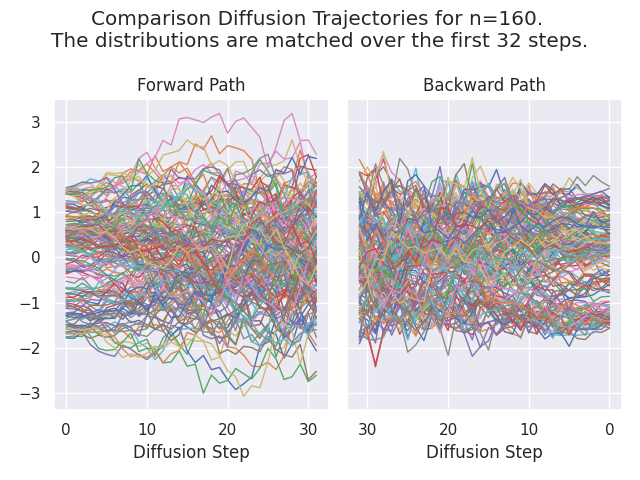 Comparison Diffusion Trajectories for n=160.
The distributions are matched over the first 32 steps.
Forward Path
Backward Path
3
2
1
0
−1
−2
−3
0 10 20 30
30 20 10 0
Diffusion Step
Diffusion Step